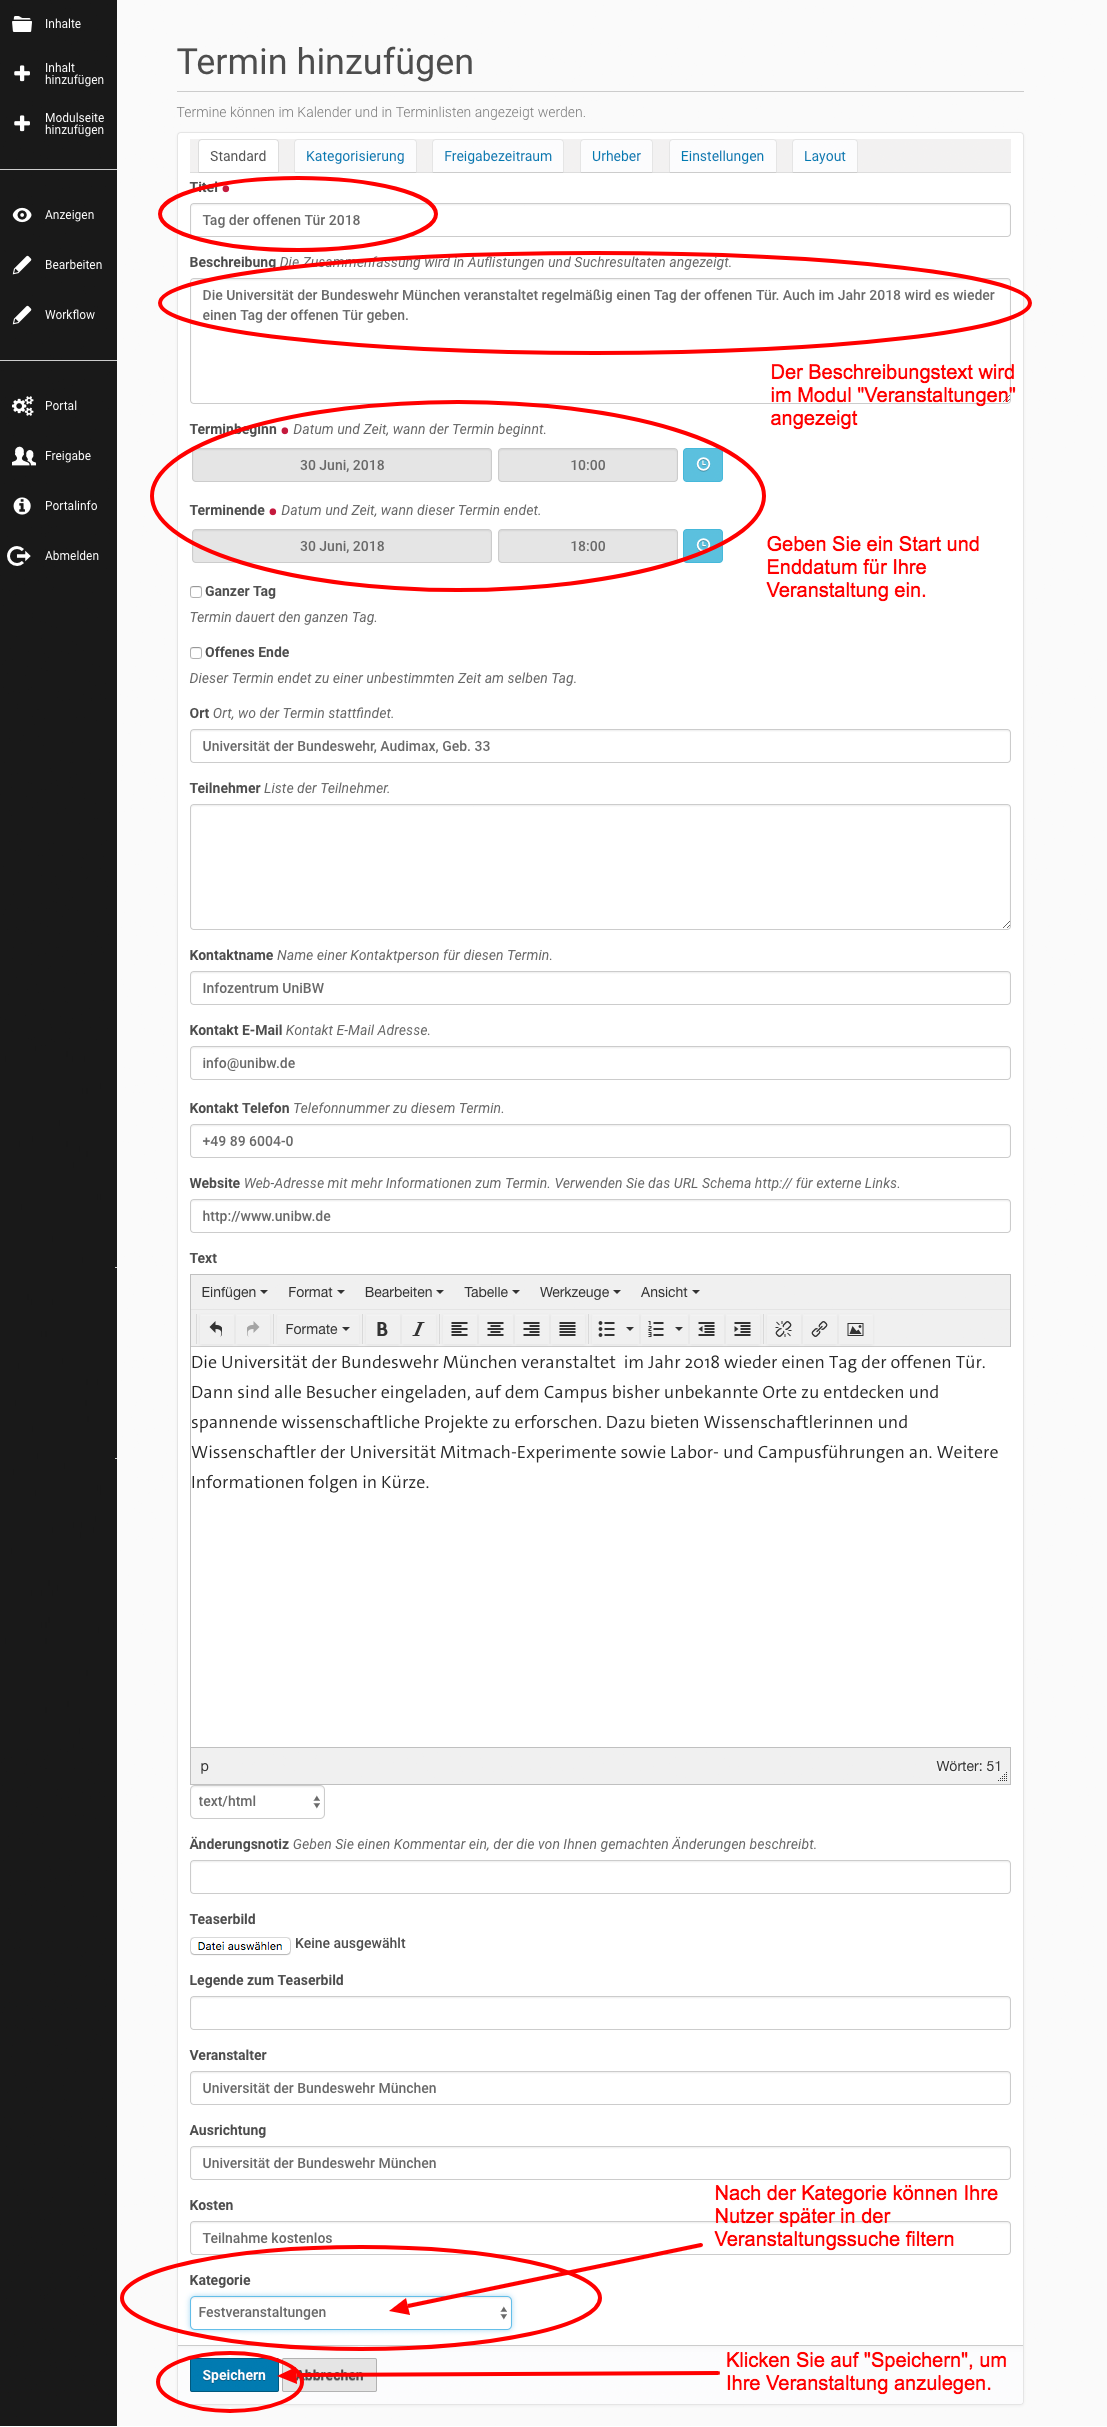 Inhalte
Inhalt
hinzufügen
Modulseite
hinzufügen
Anzeigen
Bearbeiten
Workflow
Portal
Freigabe
Portalinfo
Abmelden
Termin hinzufügen
Termine können im Kalender und in Terminlisten angezeigt werden.
Standard Kategorisierung Freigabezeitraum Urheber Einstellungen Layout
Titel
Tag der offenen Tür 2018
Beschreibung Die Zusammenfassung wird in Auflistungen und Suchresultaten angezeigt.
Die Universität der Bundeswehr München veranstaltet regelmäßig einen Tag der offenen Tür. Auch im Jahr 2018 wird es wieder
einen Tag der offenen Tür geben.
Der Beschreibungstext wird
im Modul "Veranstaltungen"
angezeigt
Terminbeginn Datum und Zeit, wann der Termin beginnt.
30 Juni, 2018 10:00
Terminende Datum und Zeit, wann dieser Termin endet.
30 Juni, 2018 18:00
Geben Sie ein Start und
Enddatum für Ihre
Veranstaltung ein.
Ganzer Tag
Termin dauert den ganzen Tag.
Offenes Ende
Dieser Termin endet zu einer unbestimmten Zeit am selben Tag.
Ort Ort, wo der Termin stattfindet.
Universität der Bundeswehr, Audimax, Geb. 33
Teilnehmer Liste der Teilnehmer.
Kontaktname Name einer Kontaktperson für diesen Termin.
Infozentrum UniBW
Kontakt E-Mail Kontakt E-Mail Adresse.
info@unibw.de
Kontakt Telefon Telefonnummer zu diesem Termin.
+49 89 6004-0
Website Web-Adresse mit mehr Informationen zum Termin. Verwenden Sie das URL Schema http:// für externe Links.
http://www.unibw.de
Text
Einfügen Format Bearbeiten Tabelle Werkzeuge Ansicht
Formate B I
Die Universität der Bundeswehr München veranstaltet  im Jahr 2018 wieder einen Tag der offenen Tür.
Dann sind alle Besucher eingeladen, auf dem Campus bisher unbekannte Orte zu entdecken und
spannende wissenschaftliche Projekte zu erforschen. Dazu bieten Wissenschaftlerinnen und
Wissenschaftler der Universität Mitmach-Experimente sowie Labor- und Campusführungen an. Weitere
Informationen folgen in Kürze.
p Wörter: 51
text/html
Änderungsnotiz Geben Sie einen Kommentar ein, der die von Ihnen gemachten Änderungen beschreibt.
Teaserbild
Datei auswählen Keine ausgewählt
Legende zum Teaserbild
Veranstalter
Universität der Bundeswehr München
Ausrichtung
Universität der Bundeswehr München
Kosten
Teilnahme kostenlos
Nach der Kategorie können Ihre
Nutzer später in der
Veranstaltungssuche filtern
Kategorie
Festveranstaltungen
Speichern Abbrechen
Klicken Sie auf "Speichern", um
Ihre Veranstaltung anzulegen.